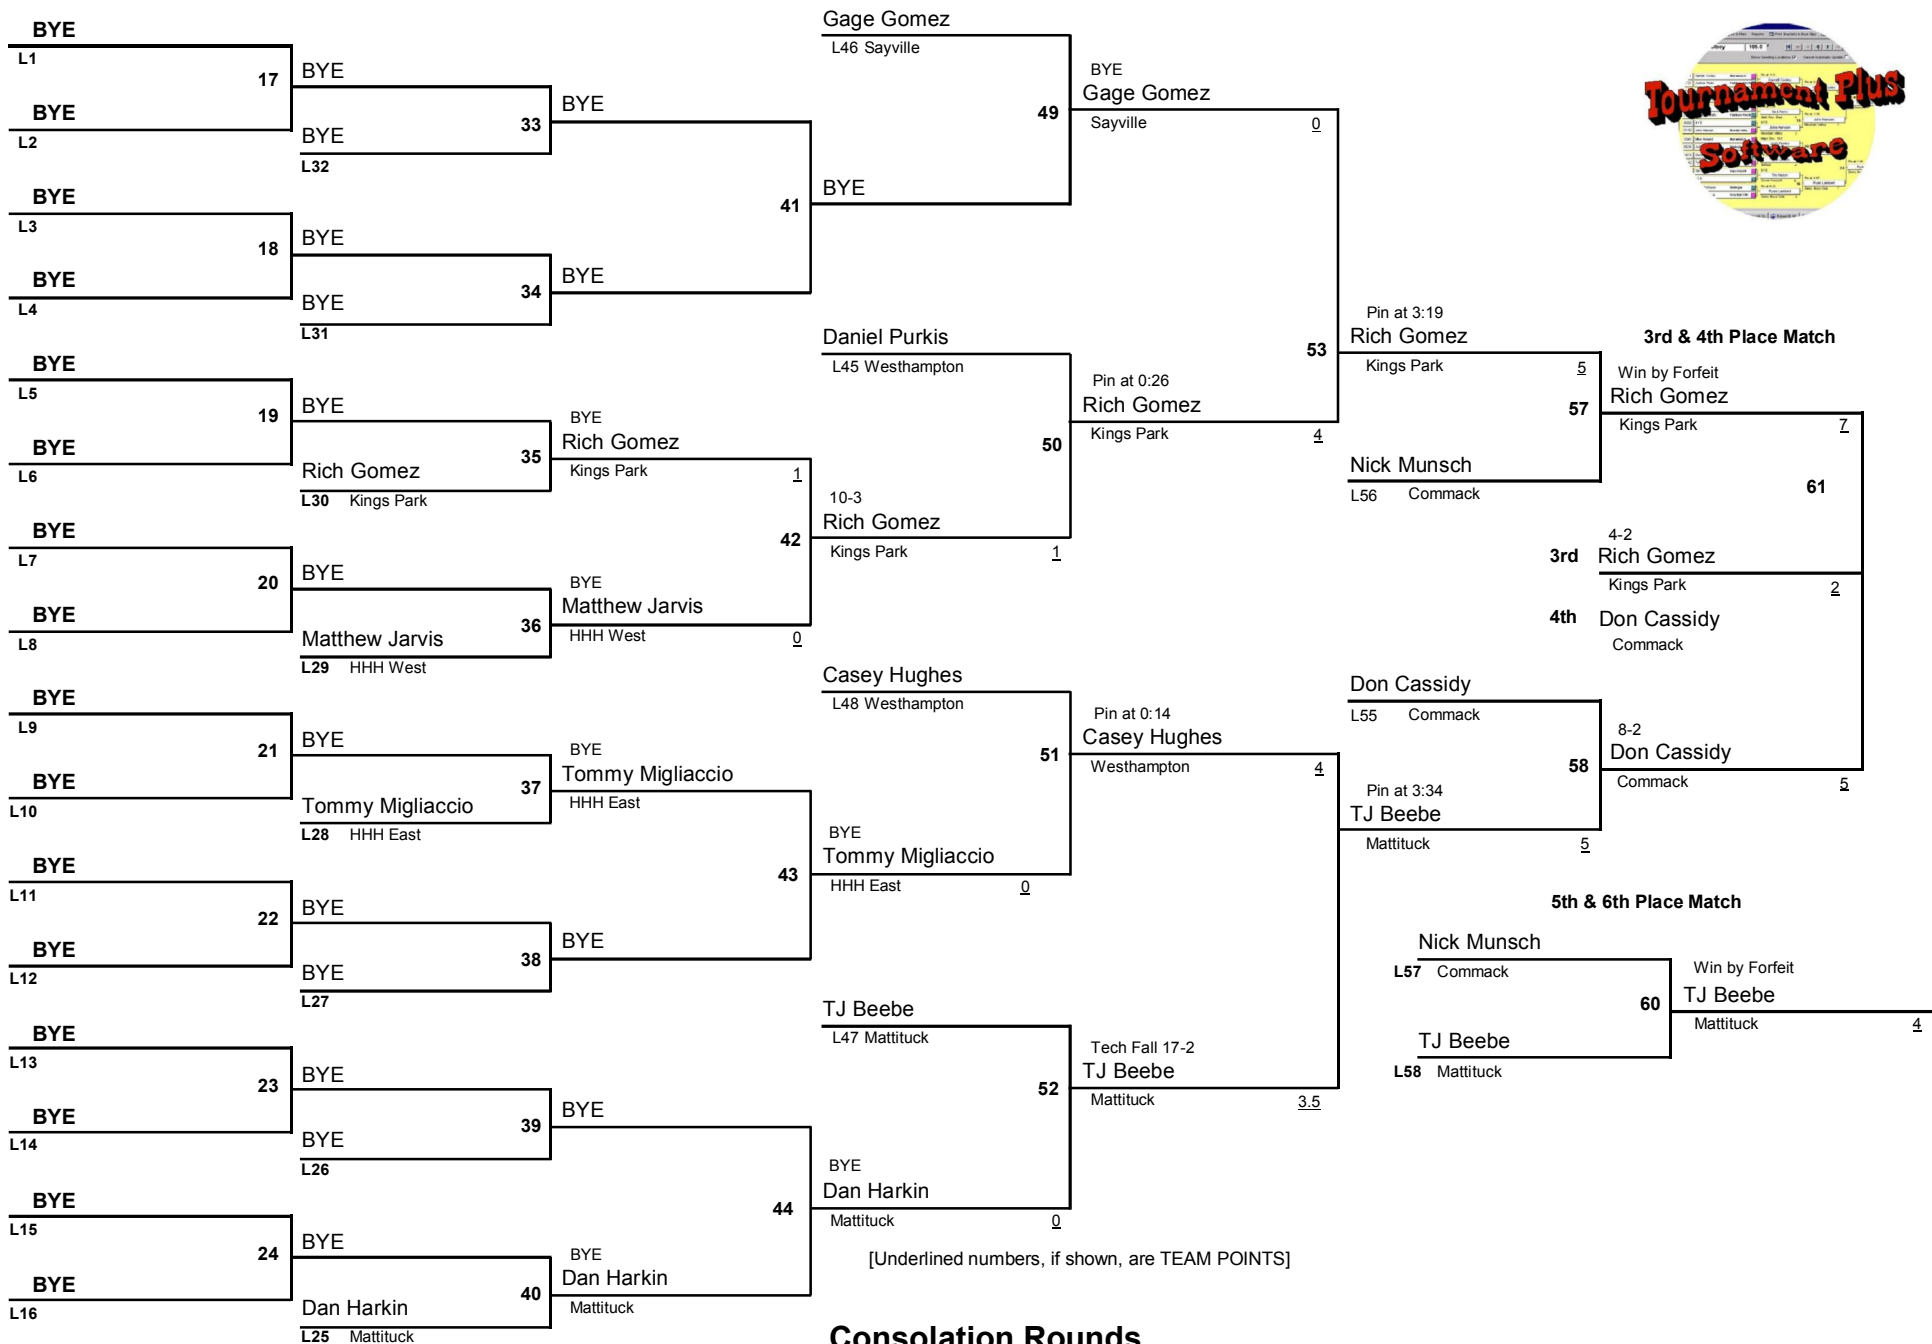 BYE
L1
17
BYE
L2
BYE
L3
18
BYE
L4
BYE
L5
19
BYE
L6
BYE
L7
20
BYE
L8
BYE
L9
21
BYE
L10
BYE
L11
22
BYE
L12
BYE
L13
23
BYE
L14
BYE
L15
24
BYE
L16
BYE
33
BYE
L32
BYE
34
BYE
L31
BYE
35
Rich Gomez
L30 Kings Park
BYE
36
Matthew Jarvis
L29 HHH West
BYE
37
Tommy Migliaccio
L28 HHH East
BYE
38
BYE
L27
BYE
39
BYE
L26
BYE
40
Dan Harkin
L25 Mattituck
BYE
41
BYE
BYE
Rich Gomez
Kings Park 1
42
BYE
Matthew Jarvis
HHH West 0
BYE
Tommy Migliaccio
HHH East
43
BYE
BYE
44
BYE
Dan Harkin
Mattituck
Gage Gomez
L46 Sayville
49
BYE
Daniel Purkis
L45 Westhampton
50
10-3
Rich Gomez
Kings Park 1
Casey Hughes
L48 Westhampton
51
BYE
Tommy Migliaccio
HHH East 0
TJ Beebe
L47 Mattituck
52
BYE
Dan Harkin
Mattituck 0
BYE
Gage Gomez
Sayville 0
53
Pin at 0:26
Rich Gomez
Kings Park 4
Pin at 0:14
Casey Hughes
Westhampton 4
Tech Fall 17-2
TJ Beebe
Mattituck 3.5
Pin at 3:19
Rich Gomez
Kings Park 5
57
Nick Munsch
L56 Commack
Don Cassidy
L55 Commack
58
Pin at 3:34
TJ Beebe
Mattituck 5
3rd & 4th Place Match
Win by Forfeit
Rich Gomez
Kings Park 7
61
4-2
3rd Rich Gomez
Kings Park 2
4th Don Cassidy
Commack
8-2
Don Cassidy
Commack 5
5th & 6th Place Match
Nick Munsch
L57 Commack
60
TJ Beebe
L58 Mattituck
Win by Forfeit
TJ Beebe
Mattituck 4
[Underlined numbers, if shown, are TEAM POINTS]
Consolation Rounds
Tournament Plus
Software